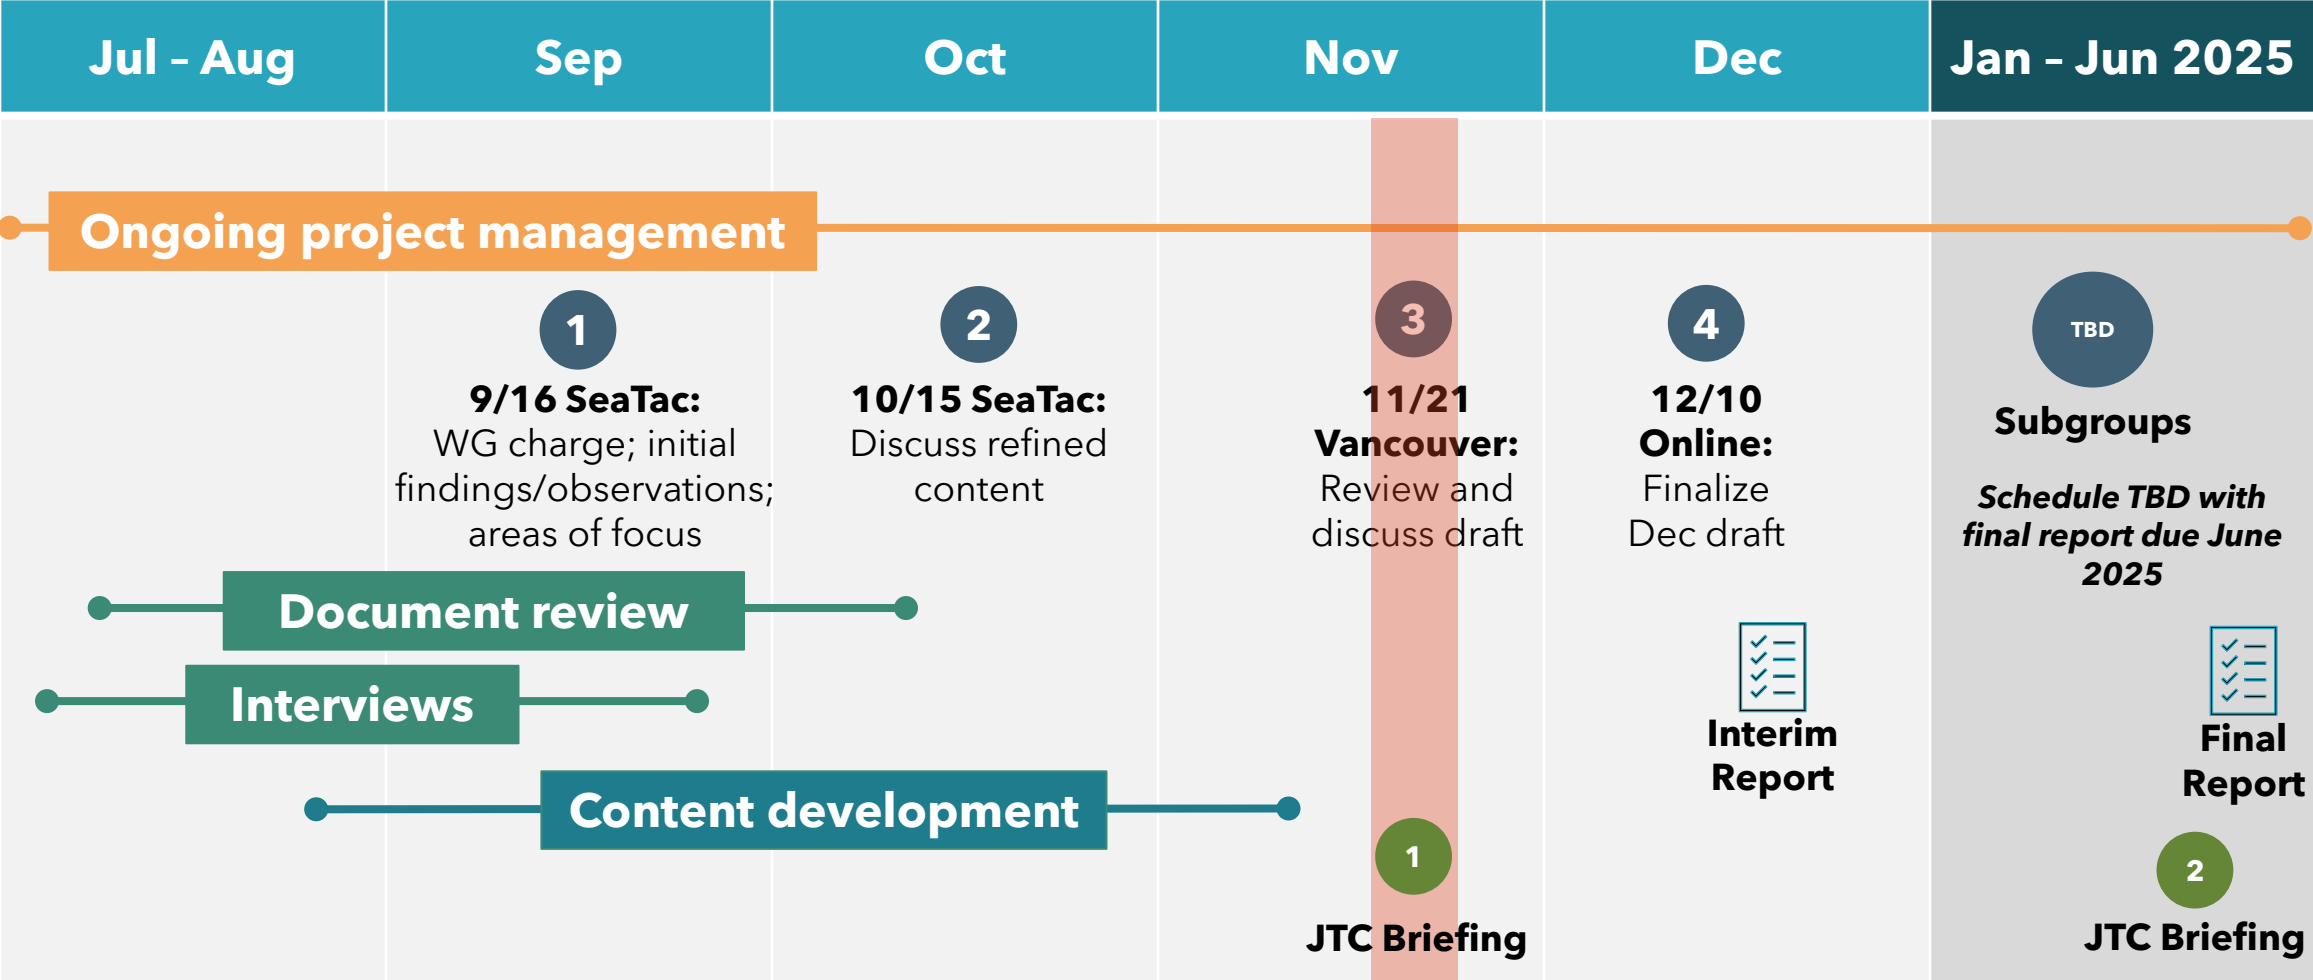 Jul – Aug
Sep
Oct
Nov
Dec
Jan – Jun 2025
Ongoing project management
1
9/16 SeaTac:
WG charge; initial
findings/observations;
areas of focus
2
10/15 SeaTac:
Discuss refined
content
3
11/21
Vancouver:
Review and
discuss draft
4
12/10
Online:
Finalize
Dec draft
TBD
Subgroups
Schedule TBD with
final report due June
2025
Document review
Interviews
Content development
Interim
Report
Final
Report
1
JTC Briefing
2
JTC Briefing